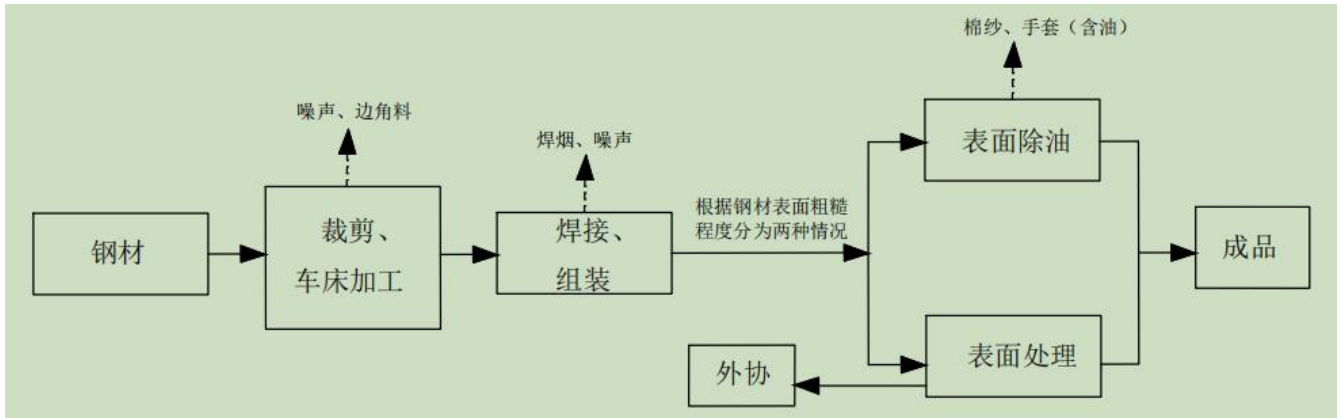 棉纱、手套（含油）
噪声、边角料
焊烟、噪声
表面除油
根据钢材表面粗糙
程度分为两种情况
钢材
裁剪、
车床加工
焊接、
组装
成品
表面处理
外协